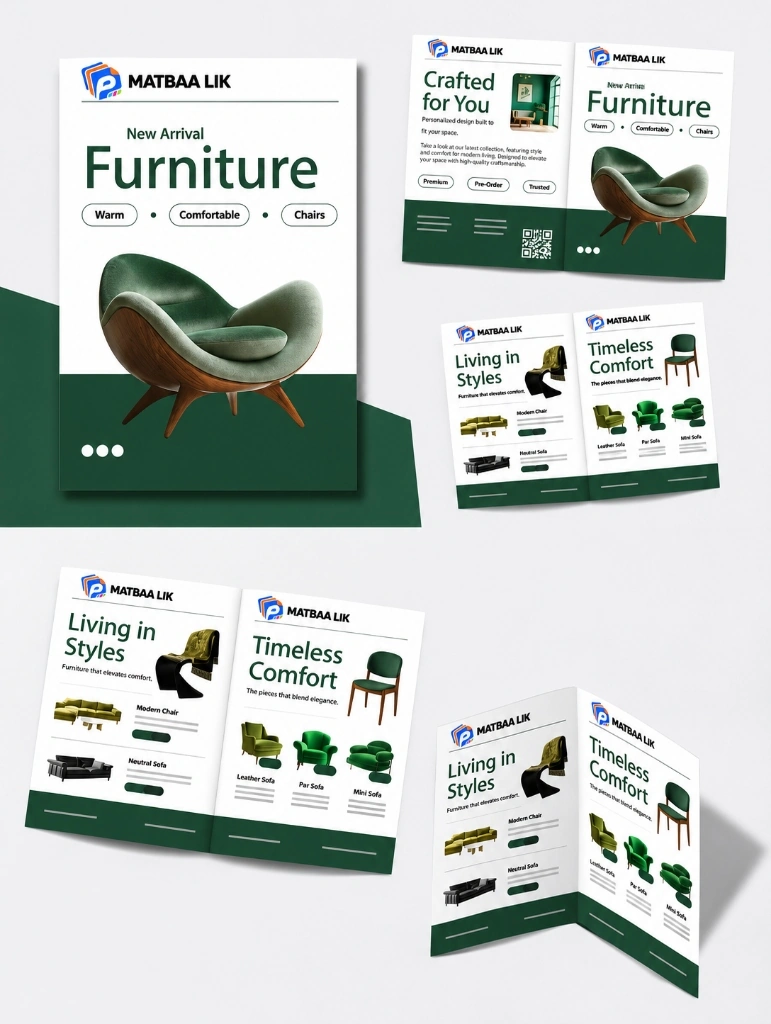 MATBAA LIK
New Arrival
Furniture
Warm • Comfortable • Chairs
MATBAA LIK
Crafted
for You
Personalized design built to
fit your space.
Take a look at our latest collection, featuring style
and comfort for modern living. Designed to elevate
your space with high-quality craftsmanship.
Premium
Pre-Order
Trusted
MATBAA LIK
New Arrival
Furniture
Warm • Comfortable • Chairs
MATBAA LIK
Living in
Styles
Furniture that elevates comfort.
Modern Chair
Neutral Sofa
MATBAA LIK
Timeless
Comfort
The pieces that blend elegance.
Leather Sofa
Par Sofa
Mini Sofa
MATBAA LIK
Living in
Styles
Furniture that elevates comfort.
Modern Chair
Neutral Sofa
MATBAA LIK
Timeless
Comfort
The pieces that blend elegance.
Leather Sofa
Par Sofa
Mini Sofa
MATBAA LIK
Living in
Styles
Furniture that elevates comfort.
Modern Chair
Neutral Sofa
MATBAA LIK
Timeless
Comfort
The pieces that blend elegance.
Leather Sofa
Par Sofa
Mini Sofa